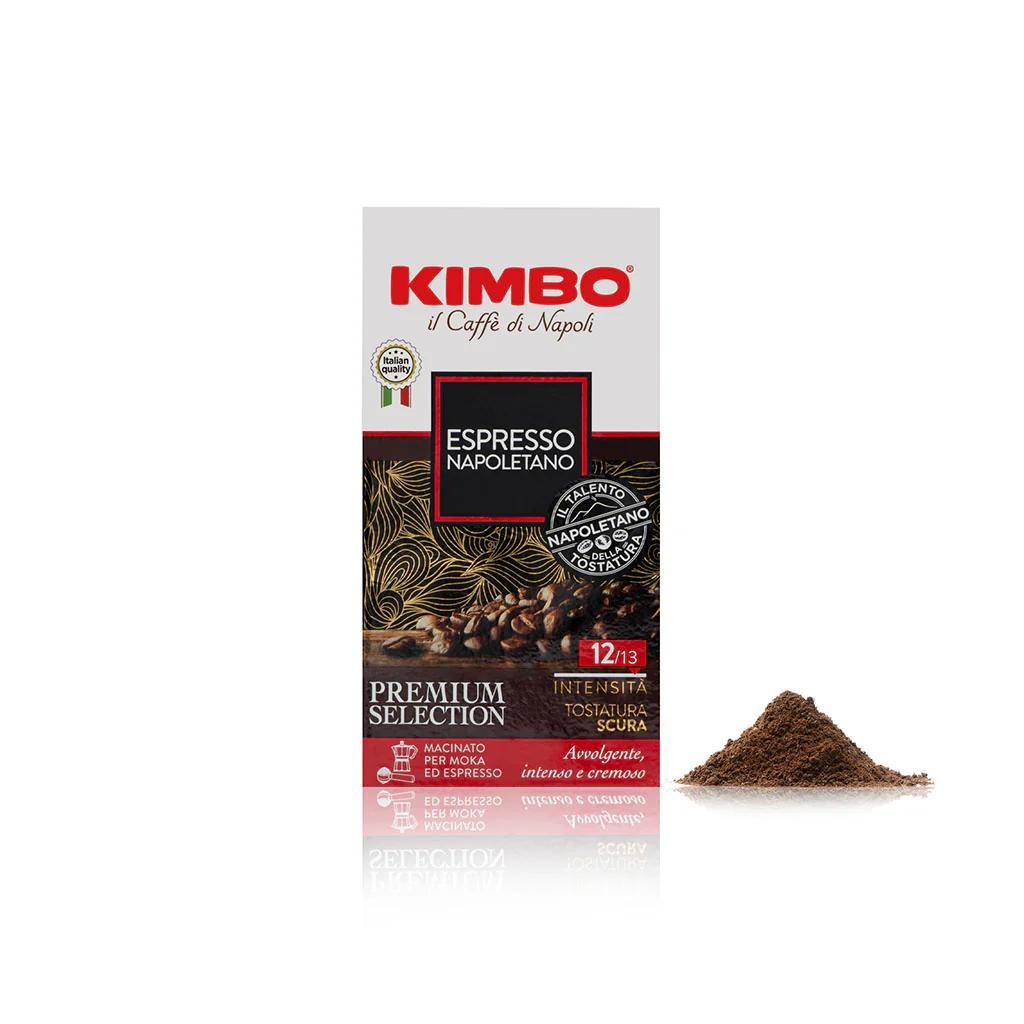 KIMBO®
il Caffè di Napoli
Italian
quality
ESPRESSO
NAPOLETANO
IL TALENTO
NAPOLETANO
DELLA
TOSTATURA
12/13
INTENSITÀ
TOSTATURA
SCURA
PREMIUM
SELECTION
MACINATO
PER MOKA
ED ESPRESSO
Avvolgente,
intenso e cremoso